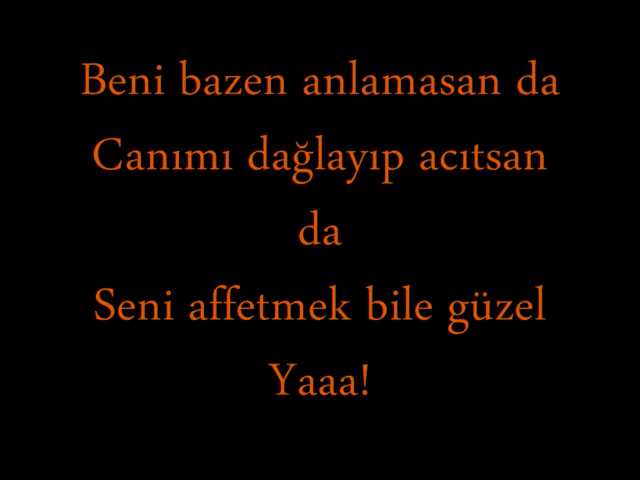 Beni bazen anlamasan da
Canımı dağlayıp acıtsan
da
Seni affetmek bile güzel
Yaaa!